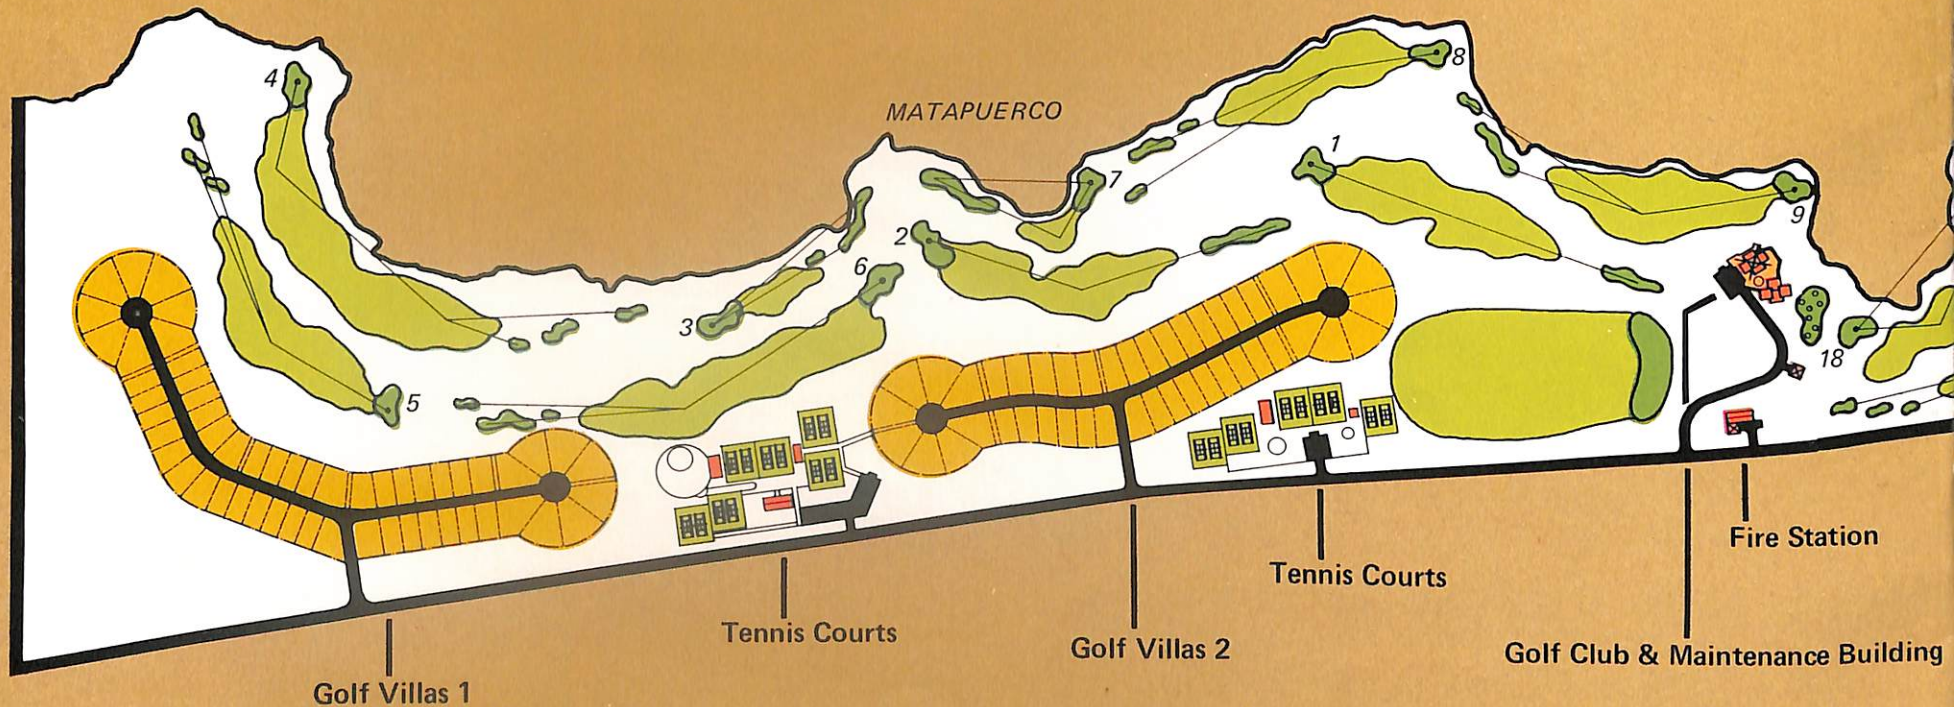 MATAPUERCO
4
8
1
7
9
2
6
3
18
5
Fire Station
Tennis Courts
Tennis Courts
Golf Villas 2
Golf Club & Maintenance Building
Golf Villas 1